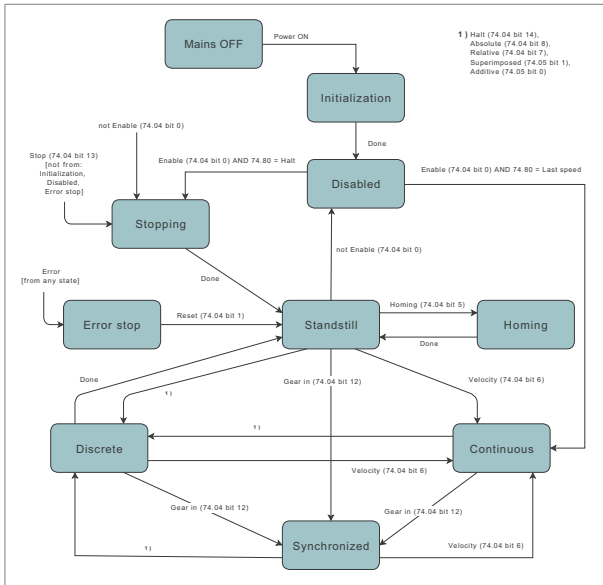 Mains OFF
Power ON
1 ) Halt (74.04 bit 14),
Absolute (74.04 bit 8),
Relative (74.04 bit 7),
Superimposed (74.05 bit 1),
Additive (74.05 bit 0)
Initialization
not Enable (74.04 bit 0)
Done
Stop (74.04 bit 13)
[not from:
Initialization,
Disabled,
Error stop]
Enable (74.04 bit 0) AND 74.80 = Halt
Enable (74.04 bit 0) AND 74.80 = Last speed
Disabled
Stopping
not Enable (74.04 bit 0)
Done
Error
[from any state]
Error stop
Reset (74.04 bit 1)
Standstill
Homing (74.04 bit 5)
Done
Homing
Done
1 )
Gear in (74.04 bit 12)
Velocity (74.04 bit 6)
1 )
Discrete
Continuous
Velocity (74.04 bit 6)
Gear in (74.04 bit 12)
Gear in (74.04 bit 12)
1 )
Synchronized
Velocity (74.04 bit 6)